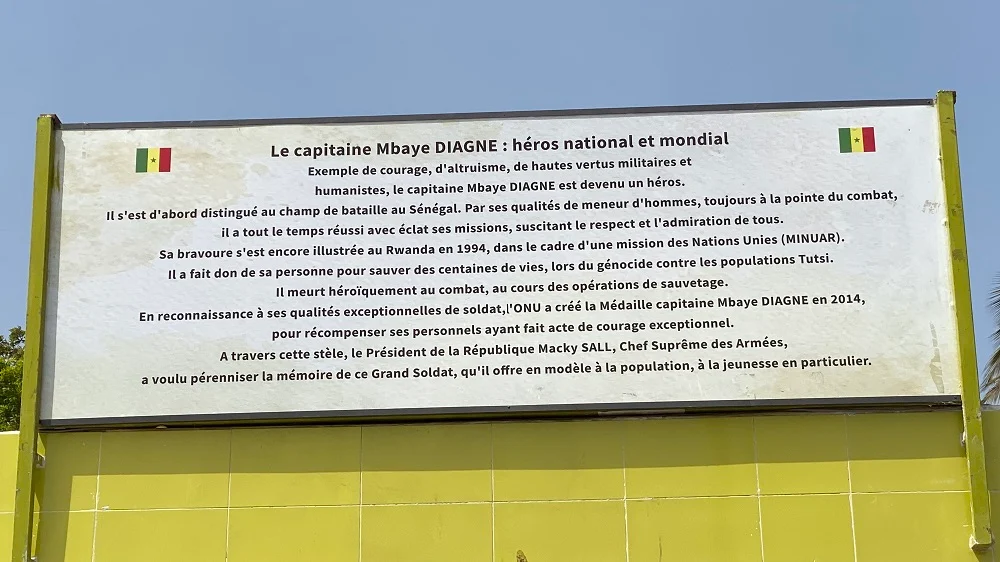 Le capitaine Mbaye DIAGNE : héros national et mondial
Exemple de courage, d'altruisme, de hautes vertus militaires et
humanistes, le capitaine Mbaye DIAGNE est devenu un héros.
Il s'est d'abord distingué au champ de bataille au Sénégal. Par ses qualités de meneur d'hommes, toujours à la pointe du combat,
il a tout le temps réussi avec éclat ses missions, suscitant le respect et l'admiration de tous.
Sa bravoure s'est encore illustrée au Rwanda en 1994, dans le cadre d'une mission des Nations Unies (MINUAR).
Il a fait don de sa personne pour sauver des centaines de vies, lors du génocide contre les populations Tutsi.
Il meurt héroïquement au combat, au cours des opérations de sauvetage.
En reconnaissance à ses qualités exceptionnelles de soldat,l'ONU a créé la Médaille capitaine Mbaye DIAGNE en 2014,
pour récompenser ses personnels ayant fait acte de courage exceptionnel.
A travers cette stèle, le Président de la République Macky SALL, Chef Suprême des Armées,
a voulu pérenniser la mémoire de ce Grand Soldat, qu'il offre en modèle à la population, à la jeunesse en particulier.